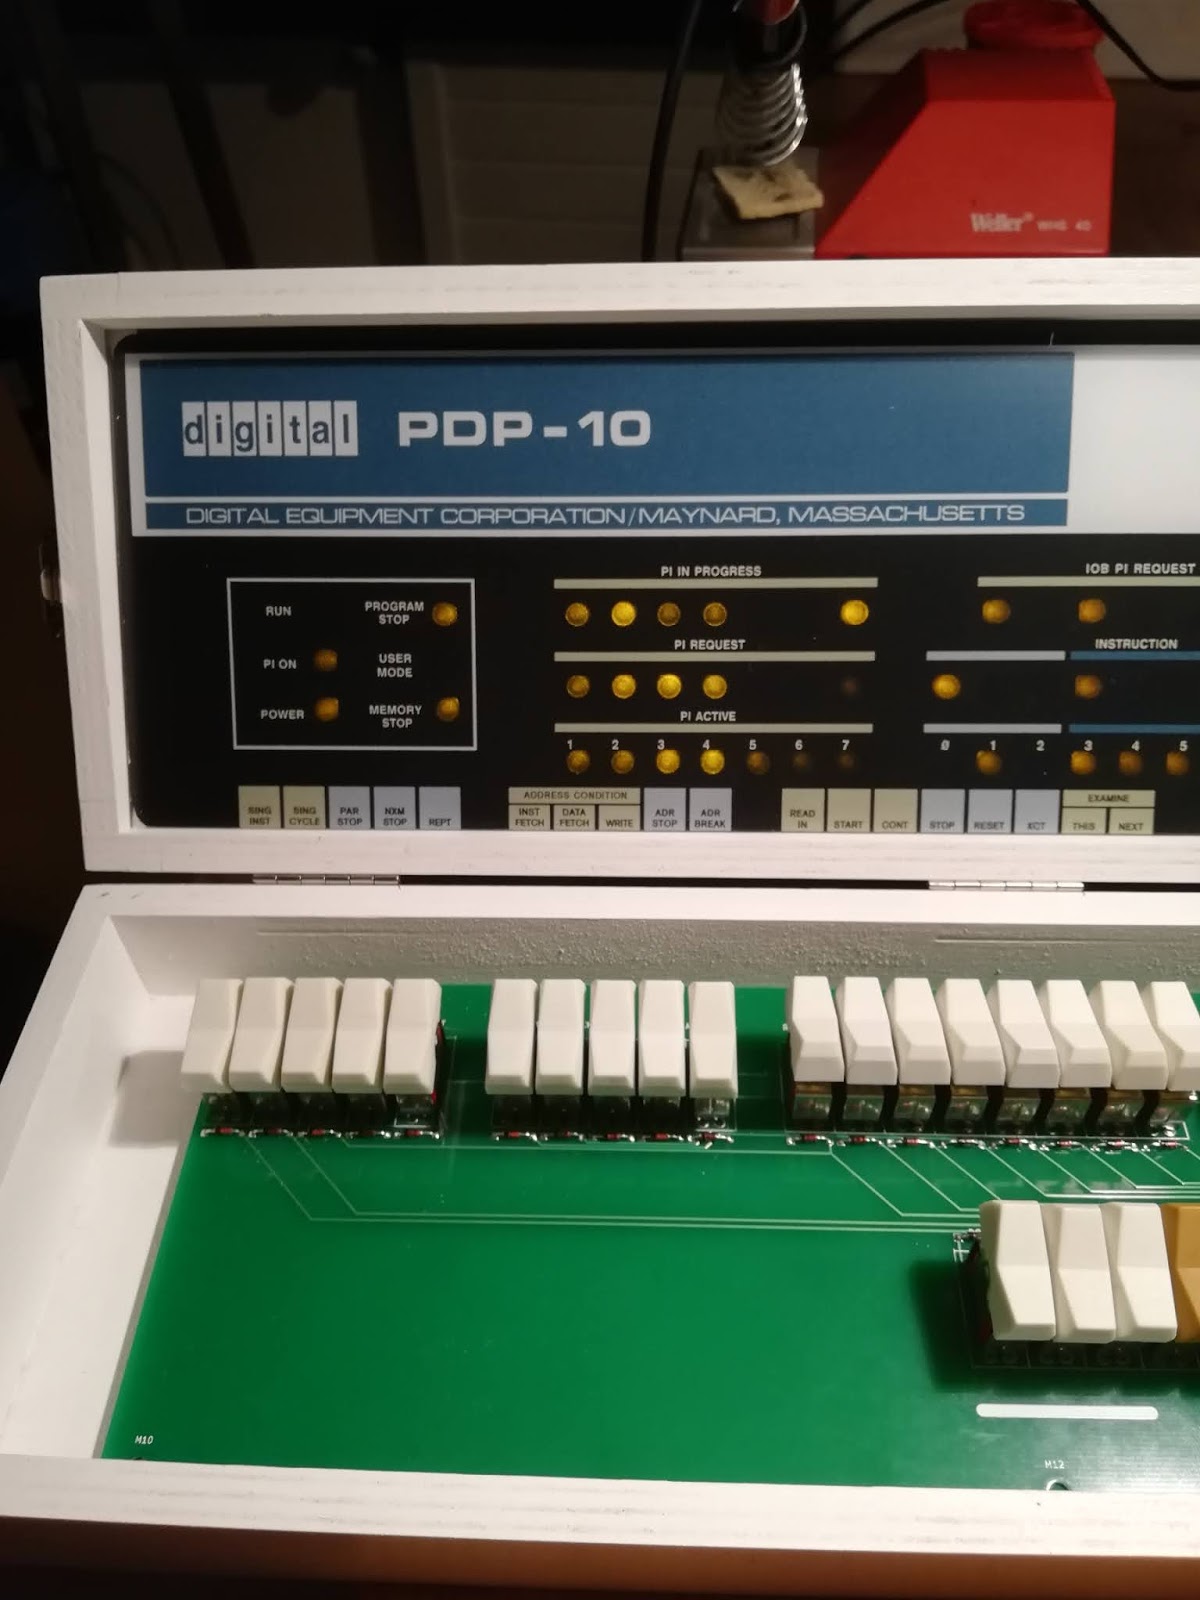 Weller® WHS 40
digital PDP-10
DIGITAL EQUIPMENT CORPORATION/MAYNARD, MASSACHUSETTS
PI IN PROGRESS
IOB PI REQUEST
RUN
PROGRAM
STOP
PI REQUEST
INSTRUCTION
PI ON
USER
MODE
POWER
MEMORY
STOP
PI ACTIVE
1 2 3 4 5 6 7
0 1 2 3 4 5
SING
INST
SING
CYCLE
PAR
STOP
NXM
STOP
REPT
ADDRESS CONDITION
INST
FETCH
DATA
FETCH
WRITE
ADR
STOP
ADR
BREAK
READ
IN
START
CONT
STOP
RESET
XCT
EXAMINE
THIS
NEXT
M10
M12